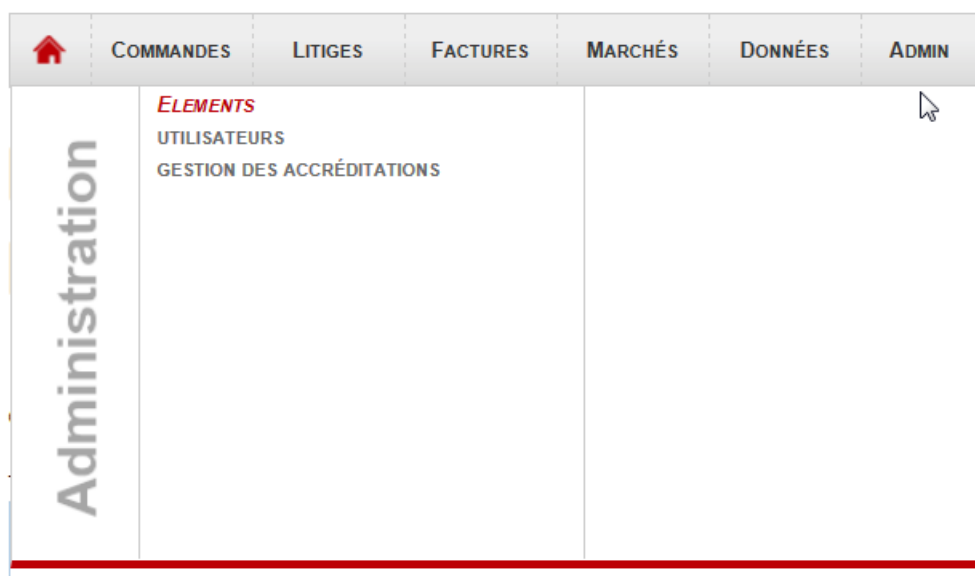 Commandes Litiges Factures Marchés Données Admin
Administration
Elements
utilisateurs
gestion des accréditations